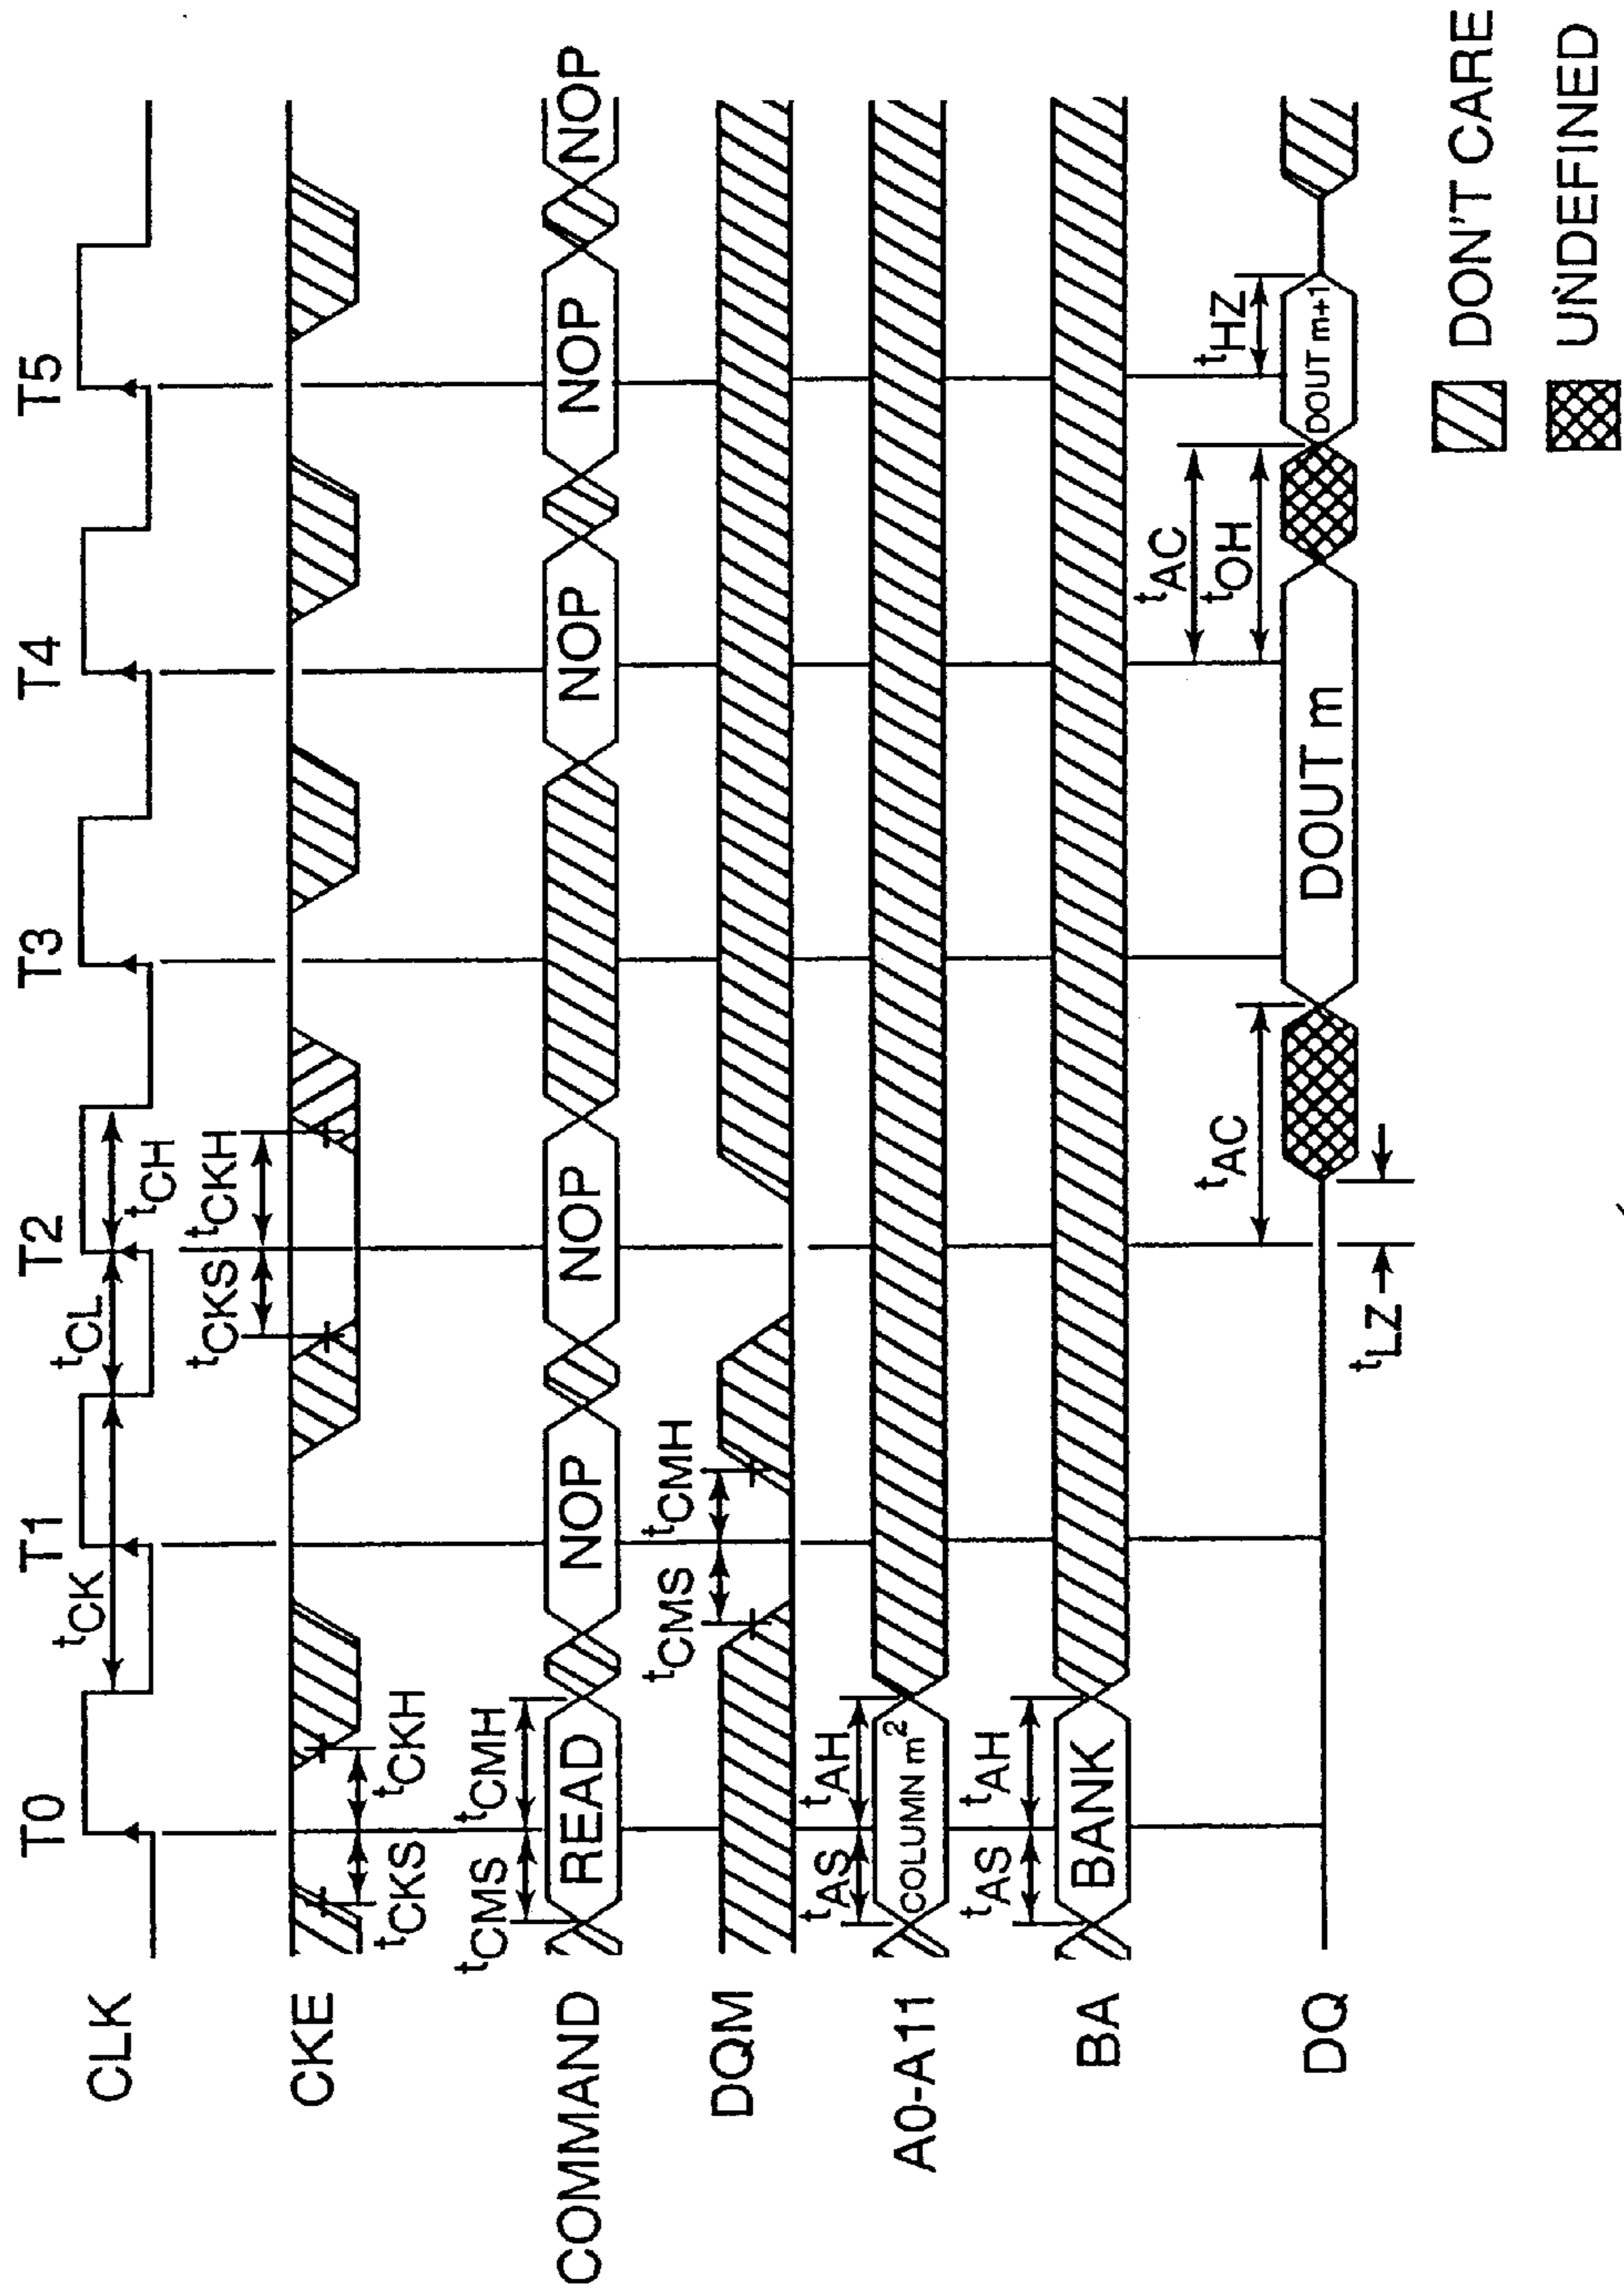 T0 T1 T2 T3 T4 T5
CLK
tCK tCL tCH
CKE
tCKS tCKH tCKS tCKH
tCMS tCMH
COMMAND READ NOP NOP NOP NOP NOP
tCMS tCMH
DQM
tAS tAH
A0-A11 COLUMN m2
tAS tAH
BA BANK
tAC tAC
tOH tHZ
DQ DOUT m DOUT m+1
tLZ
DON'T CARE
UNDEFINED